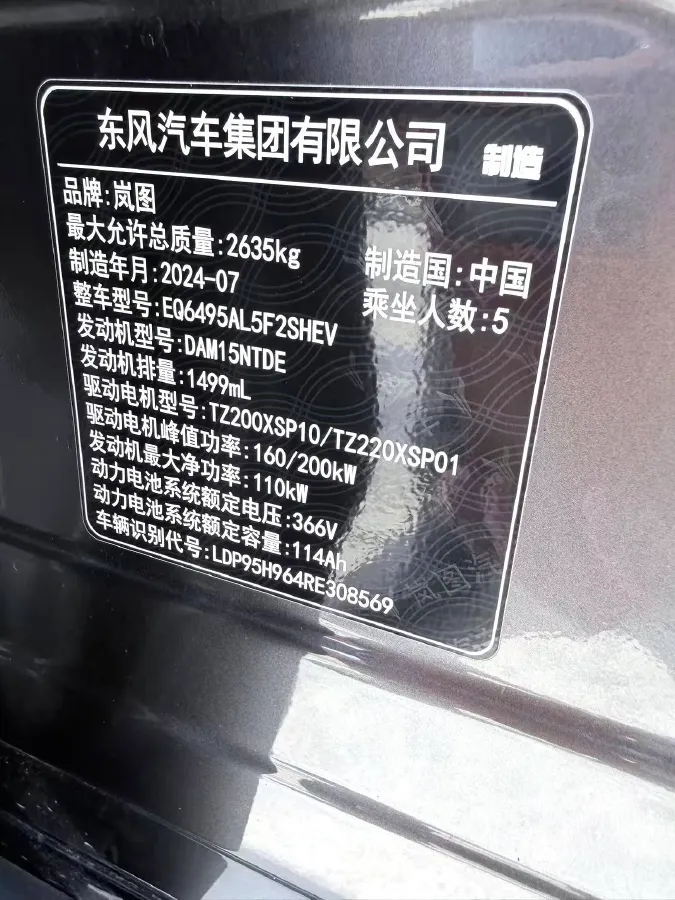 东风汽车集团有限公司 制造
品牌:岚图
最大允许总质量:2635kg
制造国:中国
制造年月:2024-07
乘坐人数:5
整车型号:EQ6495AL5F2SHEV
发动机型号:DAM15NTDE
发动机排量:1499mL
驱动电机型号:TZ200XSP10/TZ220XSP01
驱动电机峰值功率:160/200kW
发动机最大净功率:110kW
动力电池系统额定电压:366V
动力电池系统额定容量:114Ah
车辆识别代号:LDP95H964RE308569
岚图汽